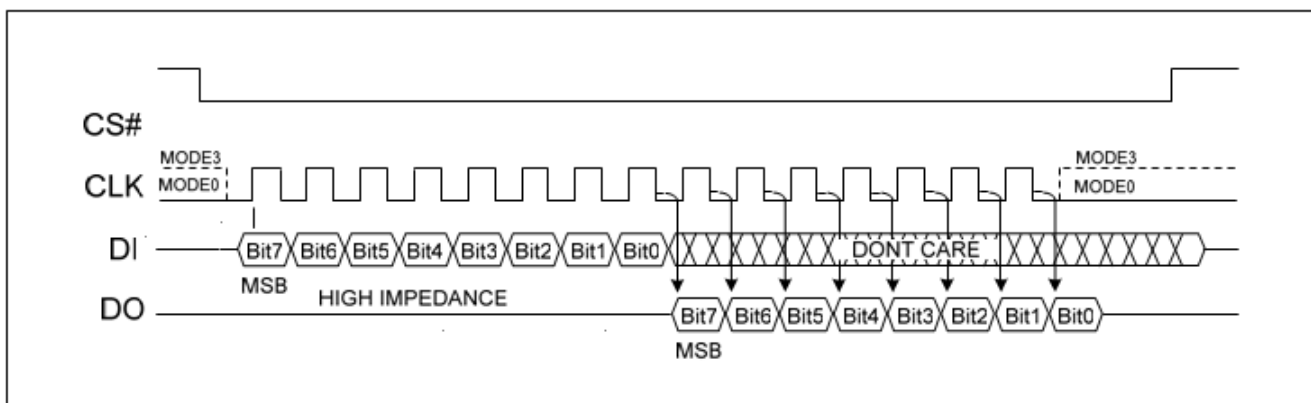 CS#
MODE3 MODE3
CLK MODE0 MODE0
DI Bit7 Bit6 Bit5 Bit4 Bit3 Bit2 Bit1 Bit0 DONT CARE
MSB HIGH IMPEDANCE
DO Bit7 Bit6 Bit5 Bit4 Bit3 Bit2 Bit1 Bit0
MSB